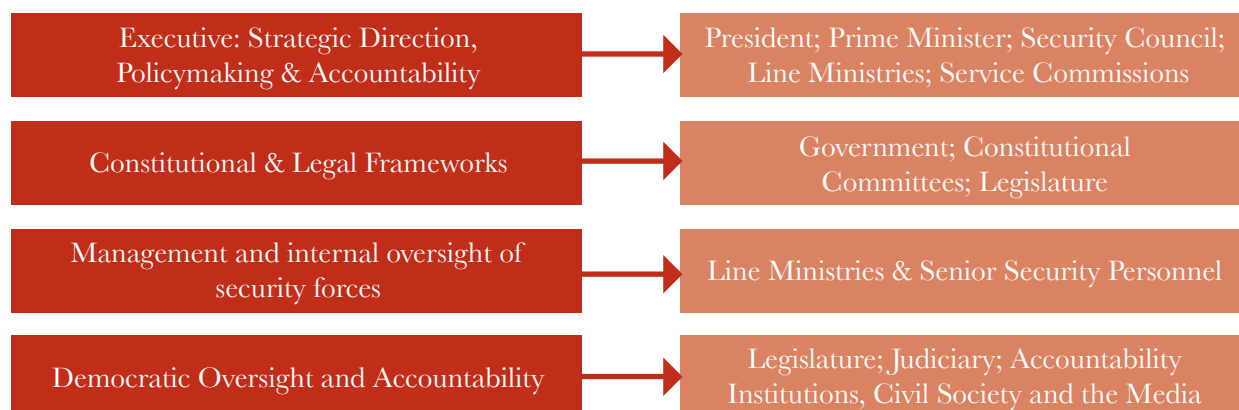 Executive: Strategic Direction,
Policymaking & Accountability
President; Prime Minister; Security Council;
Line Ministries; Service Commissions
Constitutional & Legal Frameworks
Government; Constitutional
Committees; Legislature
Management and internal oversight of
security forces
Line Ministries & Senior Security Personnel
Democratic Oversight and Accountability
Legislature; Judiciary; Accountability
Institutions, Civil Society and the Media